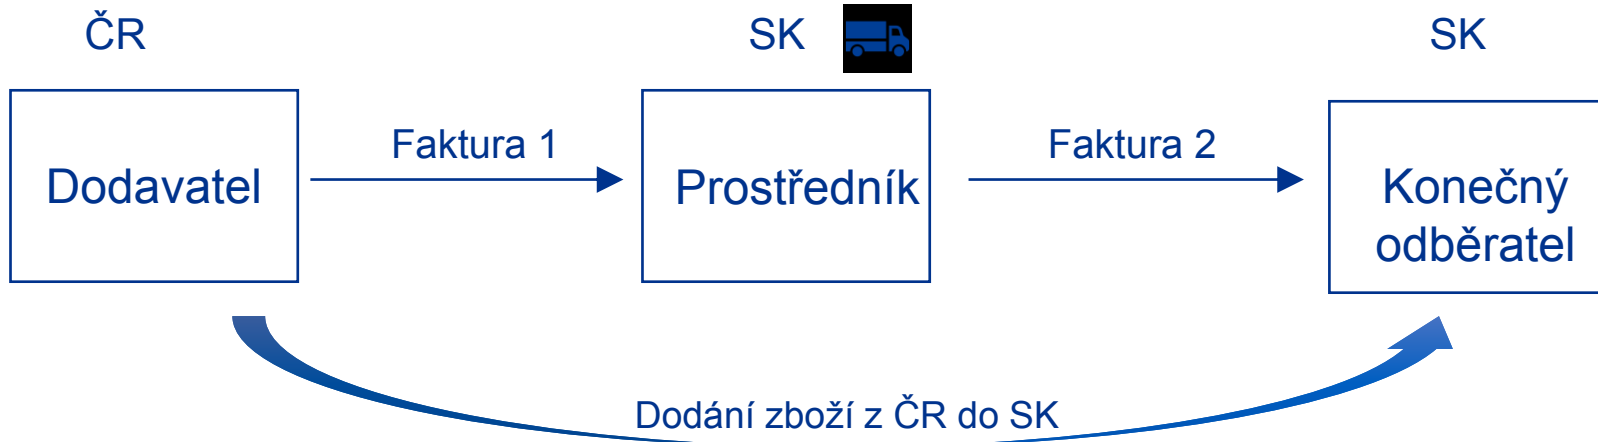 ČR
SK
SK
Dodavatel
Faktura 1
Prostředník
Faktura 2
Konečný
odběratel
Dodání zboží z ČR do SK